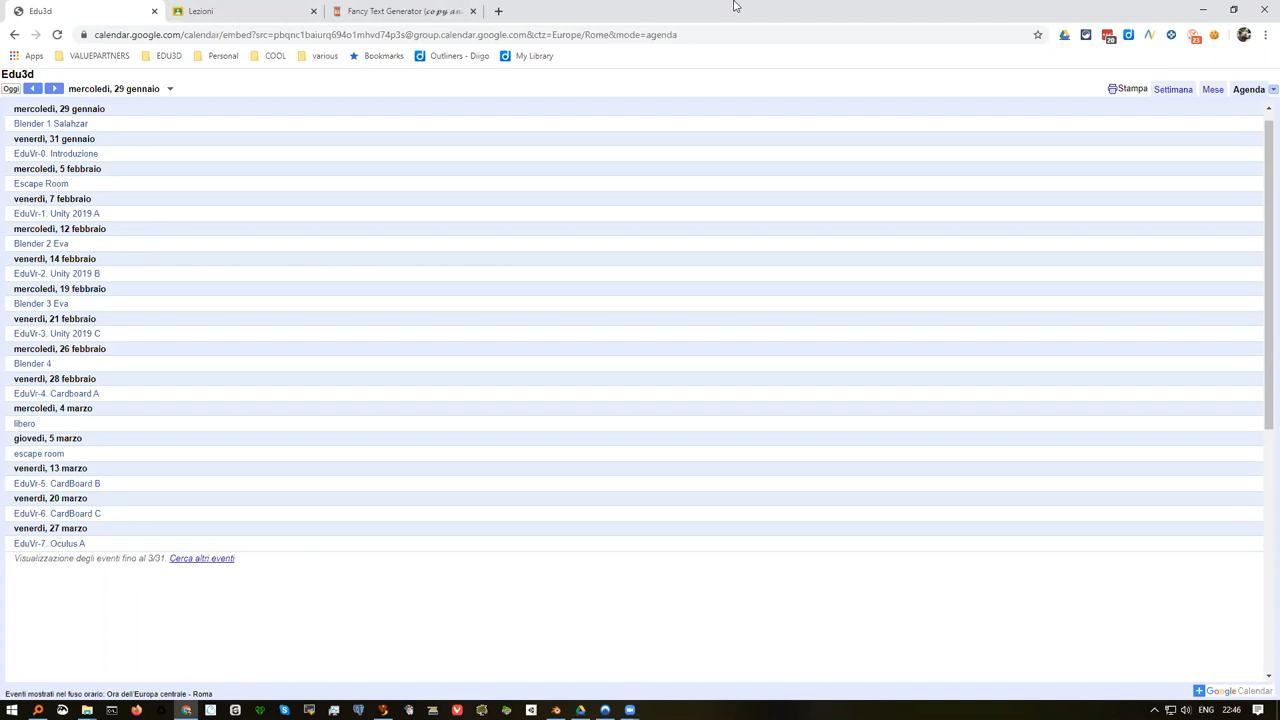 Edu3d
Lezioni
Fancy Text Generator (𝓬𝓸𝓹𝔂 𝓪𝓷
calendar.google.com/calendar/embed?src=pbqnc1baiurq694o1mhvd74p3s@group.calendar.google.com&ctz=Europe/Rome&mode=agenda
20
23
Apps
VALUEPARTNERS
EDU3D
Personal
COOL
various
Bookmarks
Outliners - Diigo
My Library
Edu3d
Oggi
mercoledì, 29 gennaio
Stampa
Settimana
Mese
Agenda
mercoledì, 29 gennaio
Blender 1 Salahzar
venerdì, 31 gennaio
EduVr-0. Introduzione
mercoledì, 5 febbraio
Escape Room
venerdì, 7 febbraio
EduVr-1. Unity 2019 A
mercoledì, 12 febbraio
Blender 2 Eva
venerdì, 14 febbraio
EduVr-2. Unity 2019 B
mercoledì, 19 febbraio
Blender 3 Eva
venerdì, 21 febbraio
EduVr-3. Unity 2019 C
mercoledì, 26 febbraio
Blender 4
venerdì, 28 febbraio
EduVr-4. Cardboard A
mercoledì, 4 marzo
libero
giovedì, 5 marzo
escape room
venerdì, 13 marzo
EduVr-5. CardBoard B
venerdì, 20 marzo
EduVr-6. CardBoard C
venerdì, 27 marzo
EduVr-7. Oculus A
Visualizzazione degli eventi fino al 3/31. Cerca altri eventi
Eventi mostrati nel fuso orario: Ora dell'Europa centrale - Roma
Google Calendar
ENG
22:46